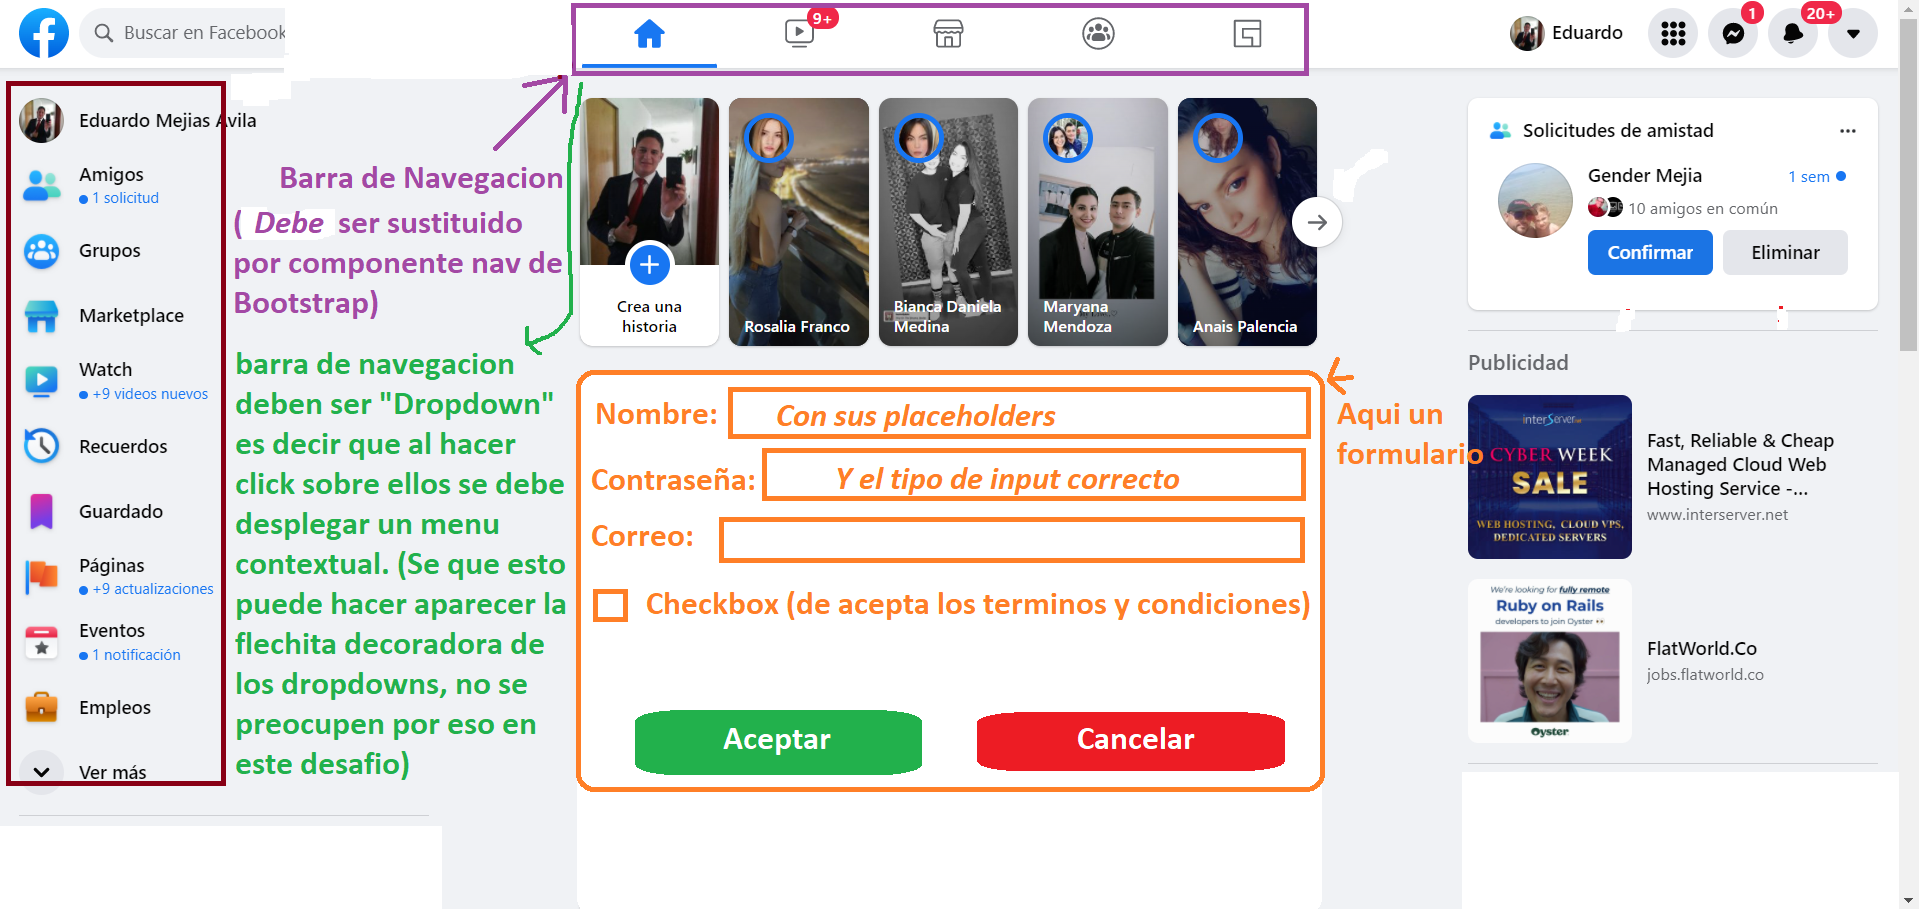 Buscar en Facebook
9+
Eduardo
1
20+
Eduardo Mejias Avila
Amigos
1 solicitud
Grupos
Marketplace
Watch
+9 videos nuevos
Recuerdos
Guardado
Páginas
+9 actualizaciones
Eventos
1 notificación
Empleos
Ver más
Barra de Navegacion
( Debe ser sustituido
por componente nav de
Bootstrap)
barra de navegacion
deben ser "Dropdown"
es decir que al hacer
click sobre ellos se debe
desplegar un menu
contextual. (Se que esto
puede hacer aparecer la
flechita decoradora de
los dropdowns, no se
preocupen por eso en
este desafio)
Crea una
historia
Rosalia Franco
Bianca Daniela
Medina
Maryana
Mendoza
Anais Palencia
Nombre:
Con sus placeholders
Contraseña:
Y el tipo de input correcto
Correo:
Checkbox (de acepta los terminos y condiciones)
Aceptar
Cancelar
Aqui un
formulario
Solicitudes de amistad
Gender Mejia
1 sem
10 amigos en común
Confirmar
Eliminar
Publicidad
interServer.net
CYBER WEEK
SALE
WEB HOSTING, CLOUD VPS,
DEDICATED SERVERS
Fast, Reliable & Cheap
Managed Cloud Web
Hosting Service -...
www.interserver.net
We're looking for fully remote
Ruby on Rails
developers to join Oyster 👀
Oyster
FlatWorld.Co
jobs.flatworld.co